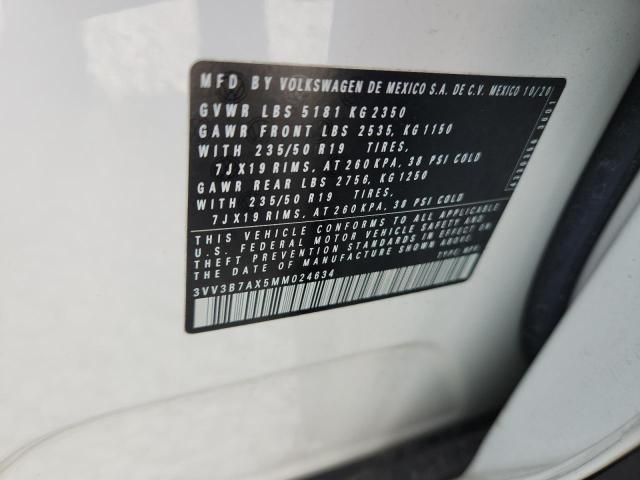 MFD BY VOLKSWAGEN DE MEXICO S.A. DE C.V. MEXICO 10/20
GVWR LBS 5181 KG 2350
GAWR FRONT LBS 2535, KG 1150
WITH 235/50 R19 TIRES,
7JX19 RIMS, AT 260 KPA, 38 PSI COLD
GAWR REAR LBS 2756, KG 1250
WITH 235/50 R19 TIRES,
7JX19 RIMS, AT 260 KPA, 38 PSI COLD
THIS VEHICLE CONFORMS TO ALL APPLICABLE
U.S. FEDERAL MOTOR VEHICLE SAFETY AND
THEFT PREVENTION STANDARDS IN EFFECT ON
THE DATE OF MANUFACTURE SHOWN ABOVE.
TYPE:
3VV3B7AX5MM024634